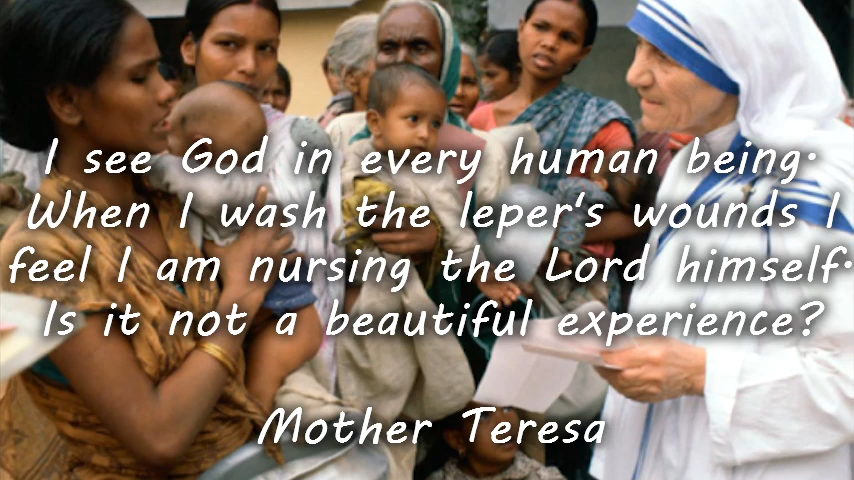 I see God in every human being.
When I wash the leper's wounds I
feel I am nursing the Lord himself.
Is it not a beautiful experience?
Mother Teresa